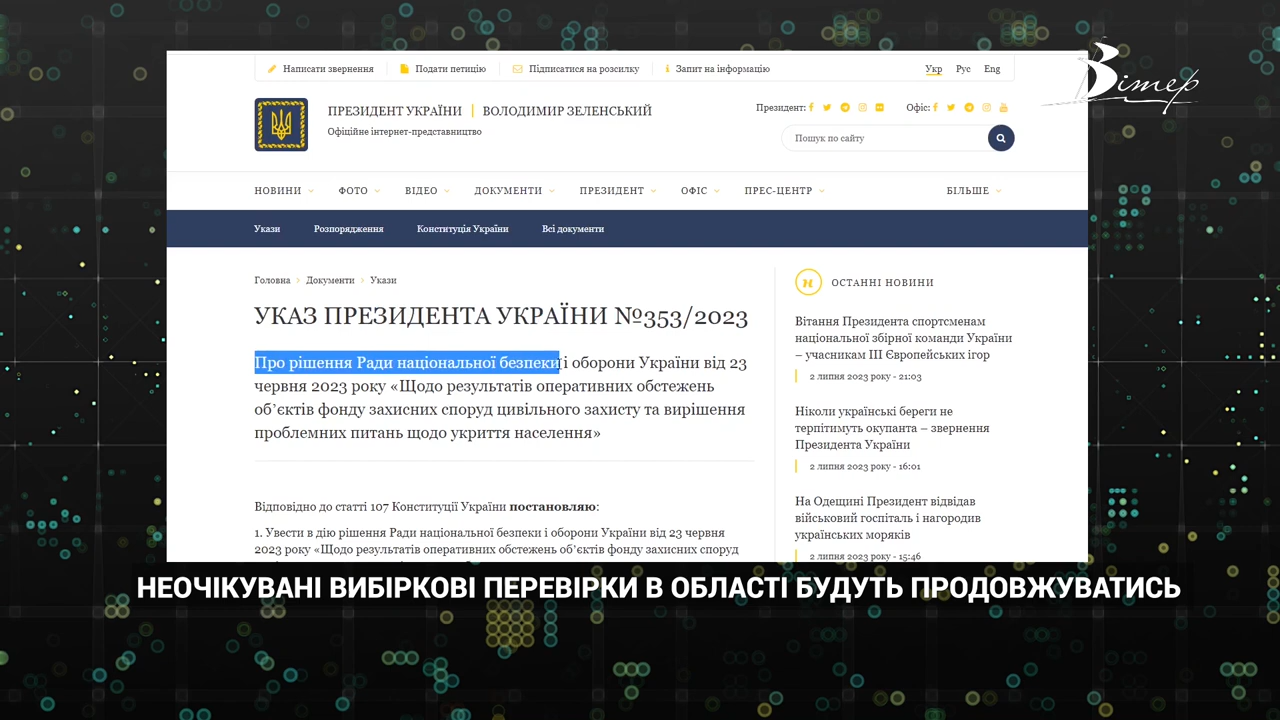 Написати звернення Подати петицію Підписатися на розсилку Запит на інформацію Укр Рус Eng
Вітер
ПРЕЗИДЕНТ УКРАЇНИ ВОЛОДИМИР ЗЕЛЕНСЬКИЙ
Офіційне інтернет-представництво
Президент: Офіс:
Пошук по сайту
НОВИНИ ФОТО ВІДЕО ДОКУМЕНТИ ПРЕЗИДЕНТ ОФІС ПРЕС-ЦЕНТР БІЛЬШЕ
Укази Розпорядження Конституція України Всі документи
Головна Документи Укази
УКАЗ ПРЕЗИДЕНТА УКРАЇНИ №353/2023
Про рішення Ради національної безпеки і оборони України від 23
червня 2023 року «Щодо результатів оперативних обстежень
об’єктів фонду захисних споруд цивільного захисту та вирішення
проблемних питань щодо укриття населення»
Відповідно до статті 107 Конституції України постановляю:
1. Увести в дію рішення Ради національної безпеки і оборони України від 23 червня
2023 року «Щодо результатів оперативних обстежень об’єктів фонду захисних споруд
н ОСТАННІ НОВИНИ
Вітання Президента спортсменам
національної збірної команди України
– учасникам III Європейських ігор
2 липня 2023 року - 21:03
Ніколи українські береги не
терпітимуть окупанта – звернення
Президента України
2 липня 2023 року - 16:01
На Одещині Президент відвідав
військовий госпіталь і нагородив
українських моряків
2 липня 2023 року - 15:46
НЕОЧІКУВАНІ ВИБІРКОВІ ПЕРЕВІРКИ В ОБЛАСТІ БУДУТЬ ПРОДОВЖУВАТИСЬ